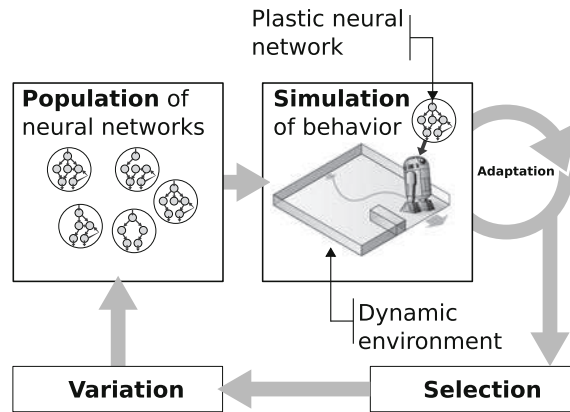 Plastic neural
network
Population of
neural networks
Simulation
of behavior
Adaptation
Dynamic
environment
Variation
Selection